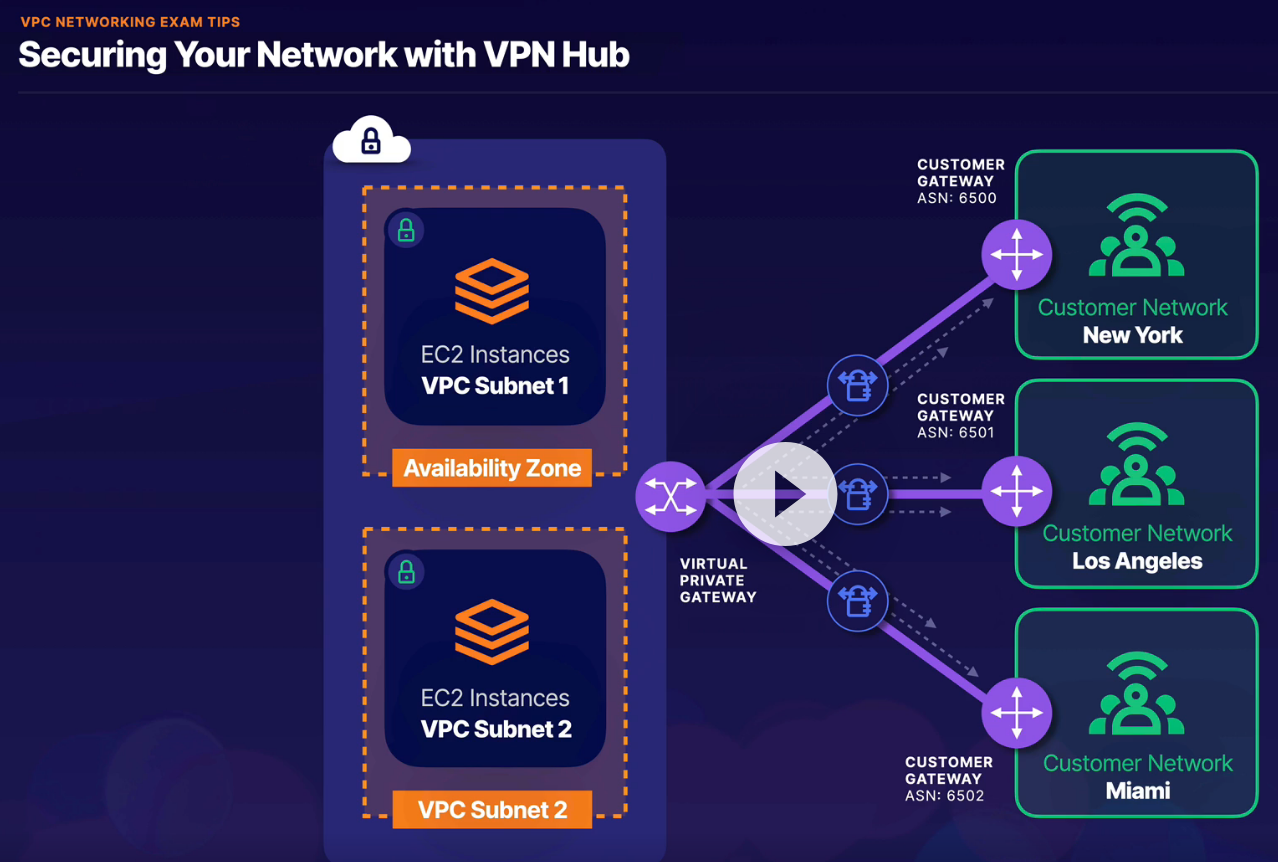 VPC NETWORKING EXAM TIPS
Securing Your Network with VPN Hub
EC2 Instances
VPC Subnet 1
Availability Zone
EC2 Instances
VPC Subnet 2
VPC Subnet 2
VIRTUAL
PRIVATE
GATEWAY
CUSTOMER
GATEWAY
ASN: 6500
Customer Network
New York
CUSTOMER
GATEWAY
ASN: 6501
Customer Network
Los Angeles
CUSTOMER
GATEWAY
ASN: 6502
Customer Network
Miami